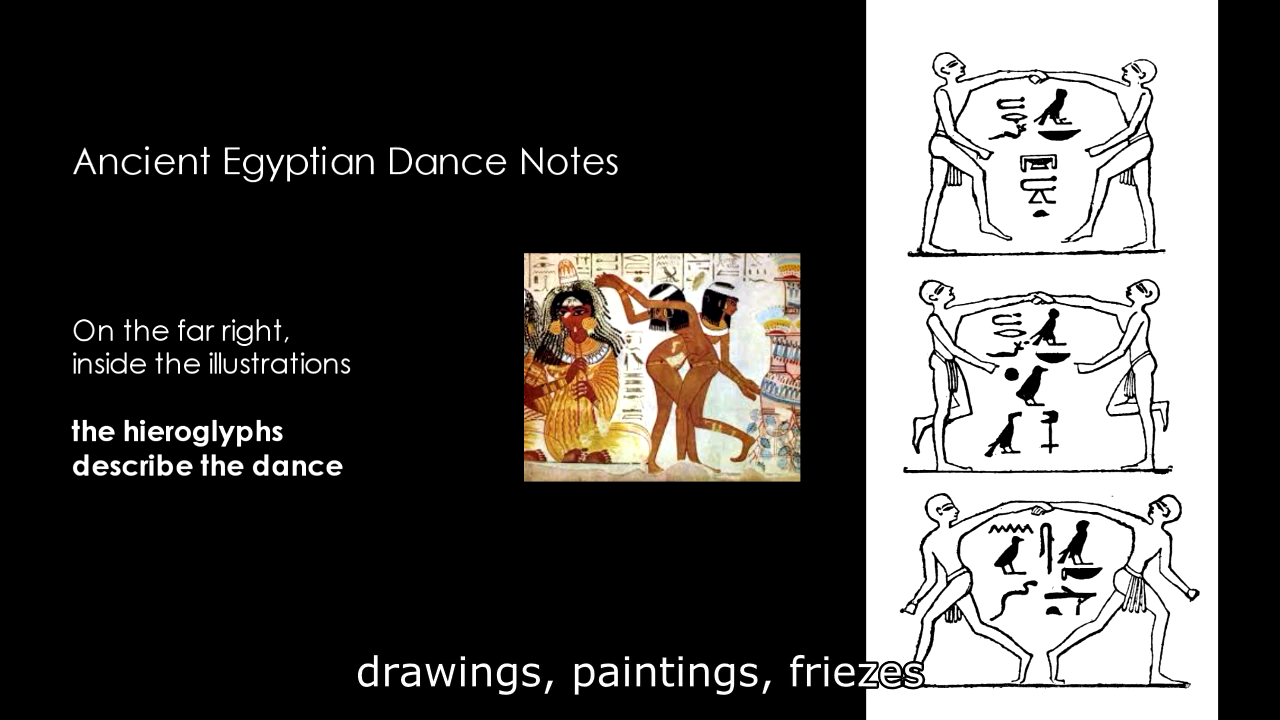 Ancient Egyptian Dance Notes
On the far right,
inside the illustrations
the hieroglyphs
describe the dance
drawings, paintings, friezes